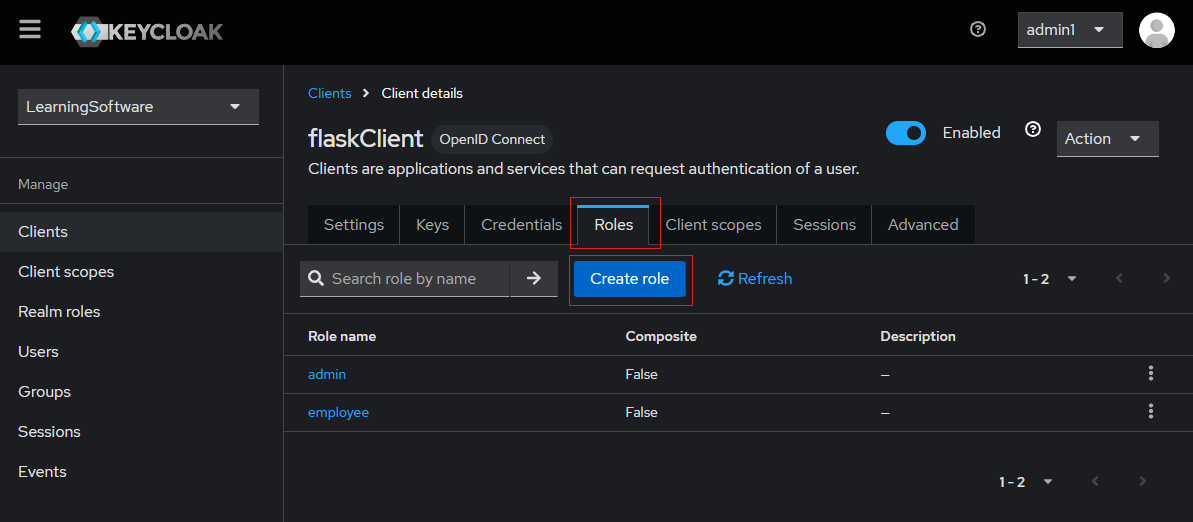 KEYCLOAK
admin1
LearningSoftware
Manage
Clients
Client scopes
Realm roles
Users
Groups
Sessions
Events
Clients > Client details
flaskClient OpenID Connect
Enabled
Action
Clients are applications and services that can request authentication of a user.
Settings Keys Credentials Roles Client scopes Sessions Advanced
Search role by name Create role Refresh 1 - 2
Role name Composite Description
admin False —
employee False —
1 - 2